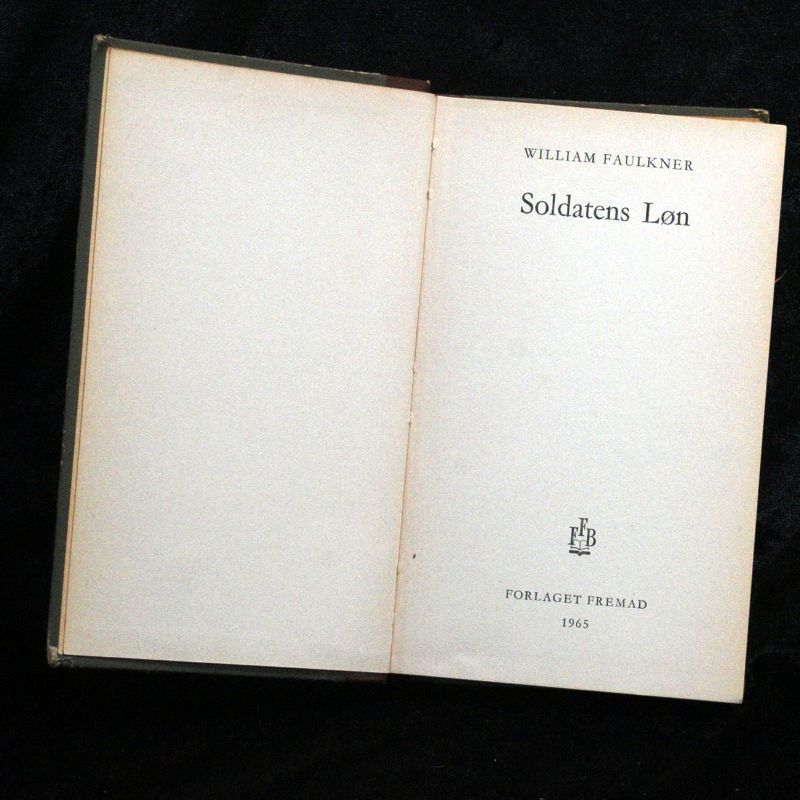 WILLIAM FAULKNER
Soldatens Løn
FFB
FORLAGET FREMAD
1965